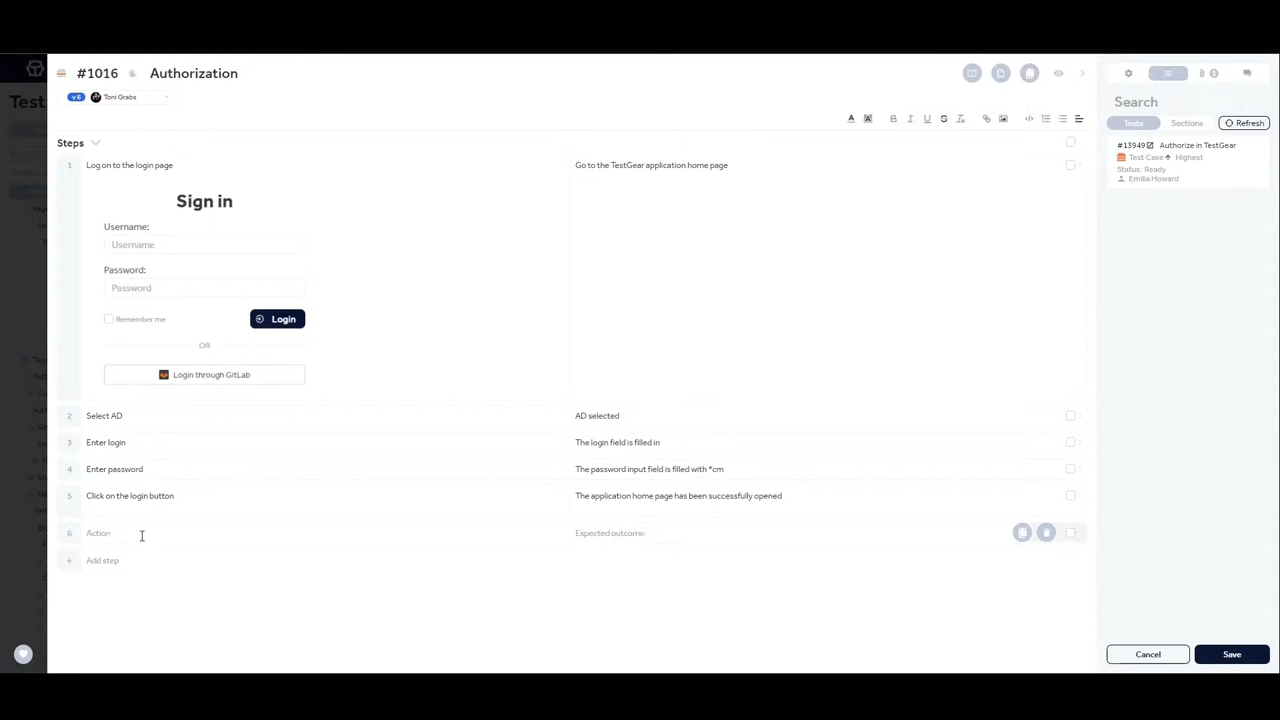 #1016 Authorization
v6 Toni Grabs
Test
Steps
1 Log on to the login page Go to the TestGear application home page
Sign in
Username:
Username
Password:
Password
Remember me Login
OR
Login through GitLab
2 Select AD AD selected
3 Enter login The login field is filled in
4 Enter password The password input field is filled with *cm
5 Click on the login button The application home page has been successfully opened
6 Action Expected outcome
+ Add step
Search
Tests Sections Refresh
#13949 Authorize in TestGear
Test Case Highest
Status: Ready
Emilia Howard
Cancel Save